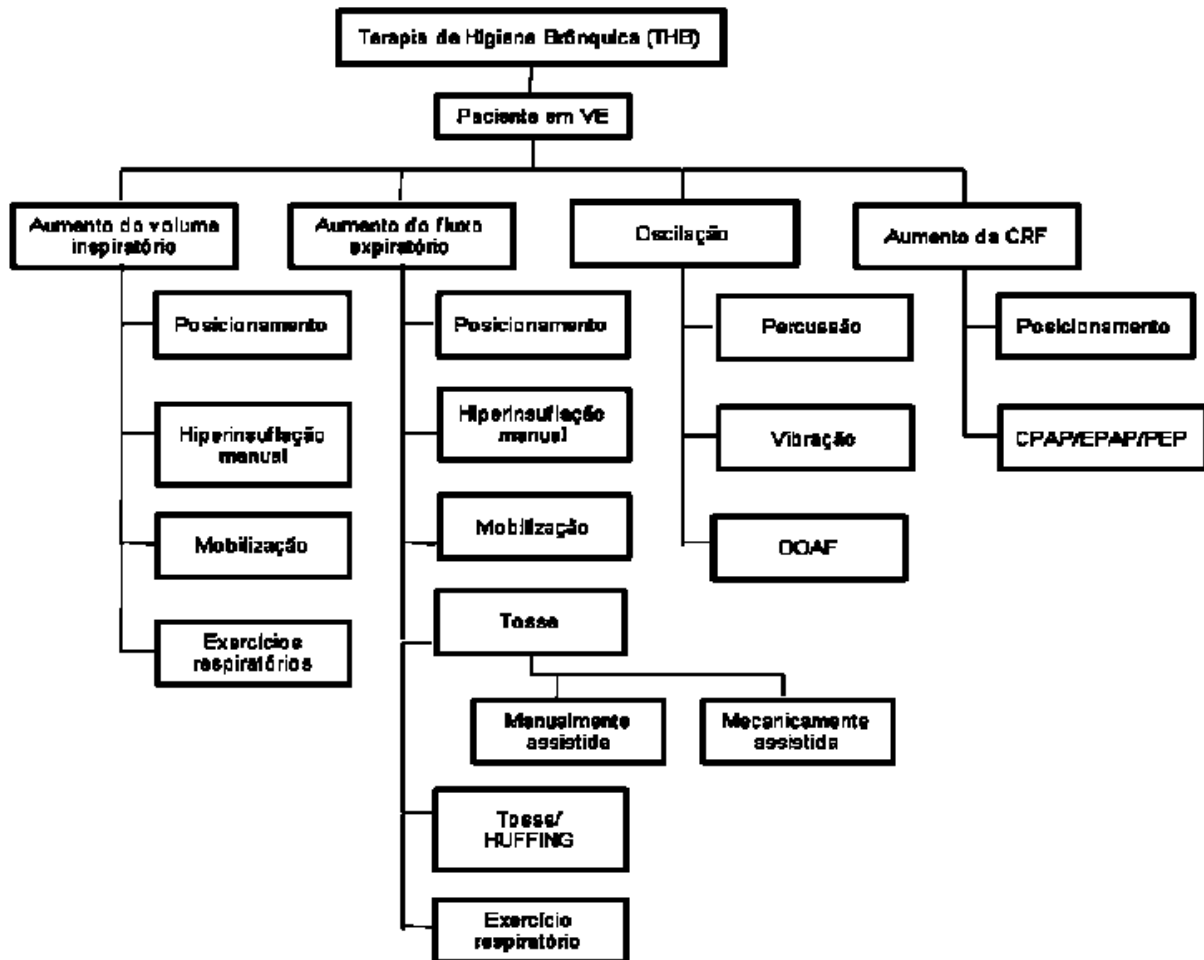 Terapia de Higiene Brônquica (THB)
Paciente em VE
Aumento do volume
inspiratório
Aumento do fluxo
expiratório
Oscilação
Aumento da CRF
Posicionamento
Hiperinsuflação
manual
Mobilização
Exercícios
respiratórios
Posicionamento
Hiperinsuflação
manual
Mobilização
Tosse
Manualmente
assistida
Mecanicamente
assistida
Tosse/
HUFFING
Exercício
respiratório
Percussão
Vibração
OOAF
Posicionamento
CPAP/EPAP/PEP